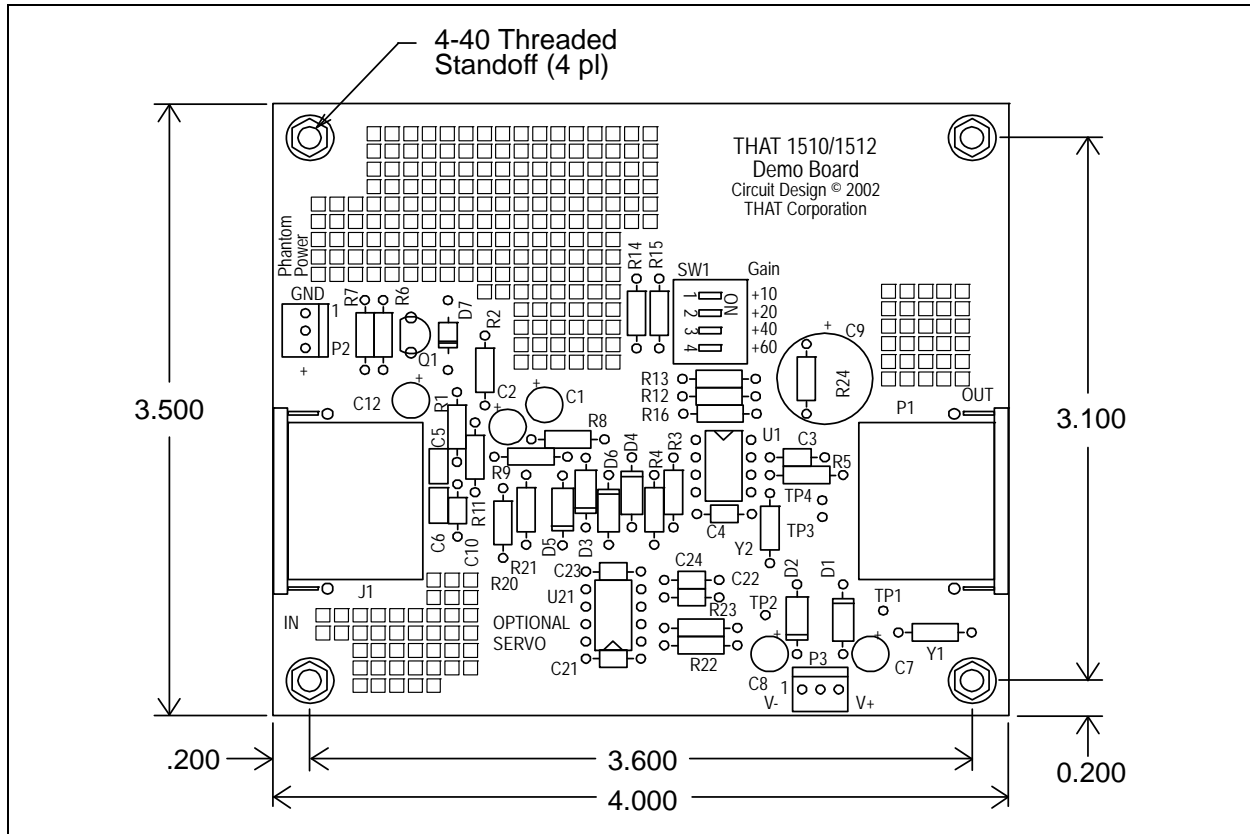 4-40 Threaded
Standoff (4 pl)
THAT 1510/1512
Demo Board
Circuit Design © 2002
THAT Corporation
Phantom
Power
GND
1
P2
+
R7
R6
Q1
D7
R2
R14
R15
SW1
Gain
1
2
3
4
ON
+10
+20
+40
+60
+
C9
R24
R13
R12
R16
3.500
3.100
C12
+
R1
C2
+
C1
+
R8
R9
C5
C6
R11
C10
R20
R21
D5
D3
D6
D4
R4
R3
U1
C3
R5
C4
Y2
TP4
TP3
P1
OUT
J1
IN
OPTIONAL
SERVO
C23
U21
C21
C24
C22
R23
R22
TP2
D2
D1
TP1
+
C8
P3
+
C7
Y1
V-
1
V+
.200
3.600
0.200
4.000